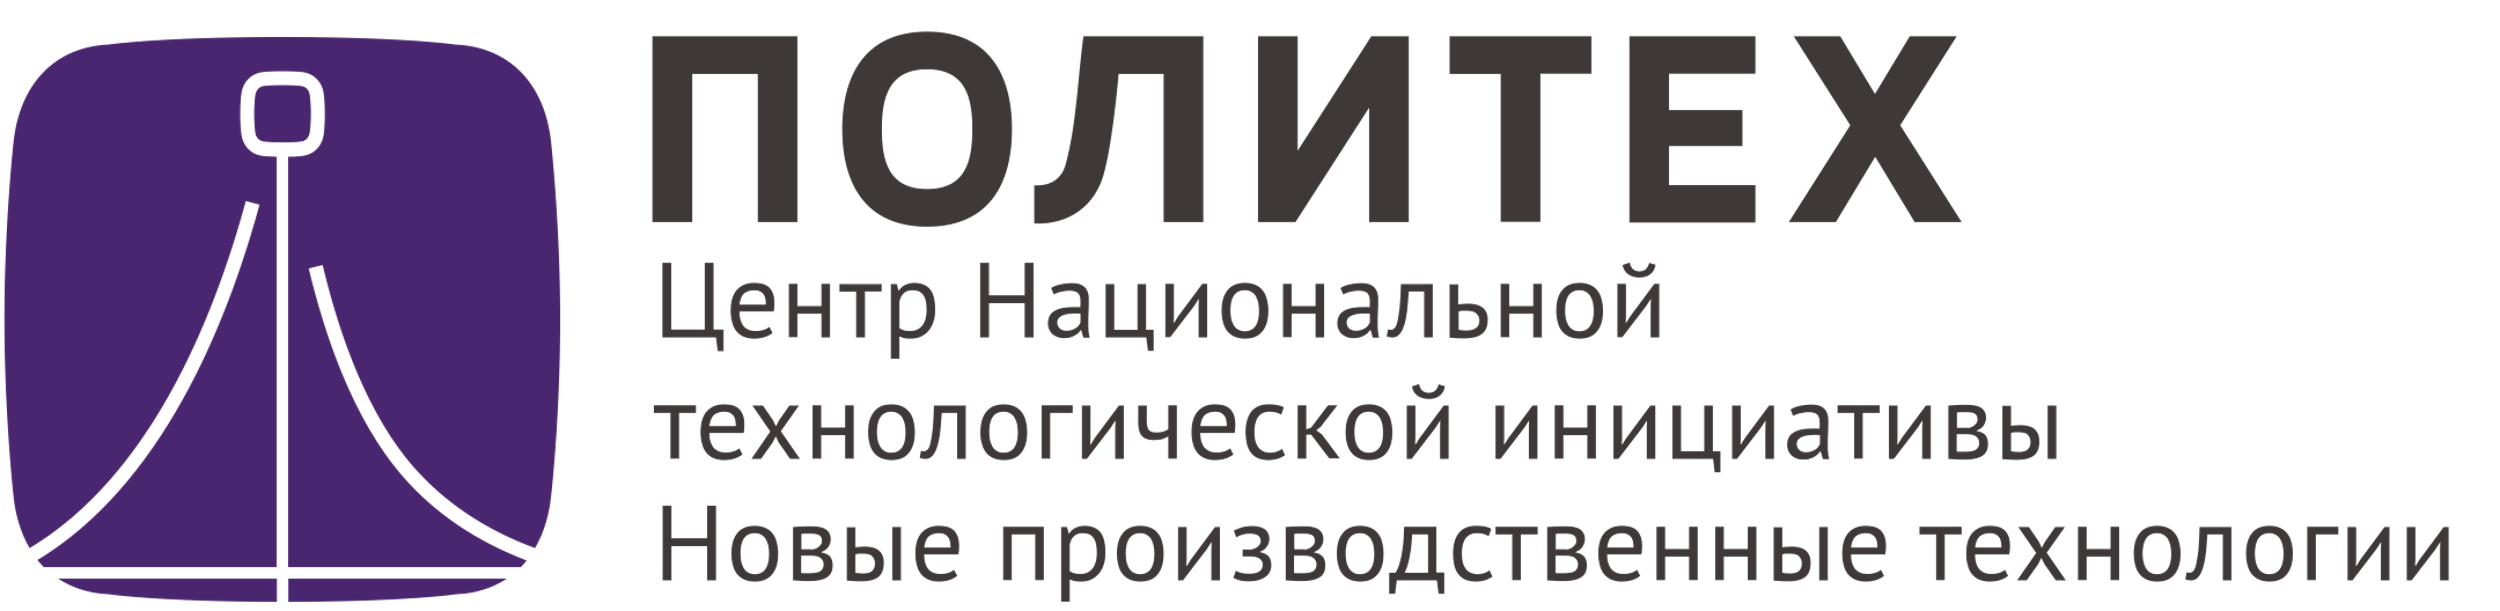 ПОЛИТЕХ
Центр Национальной
технологической инициативы
Новые производственные технологии